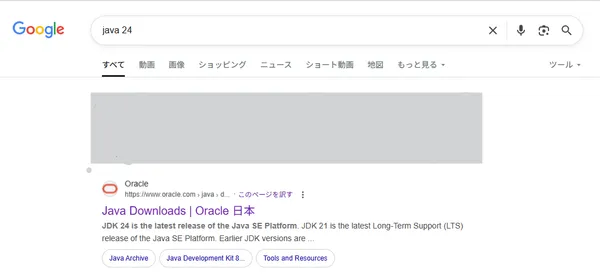 Google
java 24
すべて 動画 画像 ショッピング ニュース ショート動画 地図 もっと見る ツール
Oracle
https://www.oracle.com › java › d... · このページを訳す
Java Downloads | Oracle 日本
JDK 24 is the latest release of the Java SE Platform. JDK 21 is the latest Long-Term Support (LTS)
release of the Java SE Platform. Earlier JDK versions are ...
Java Archive Java Development Kit 8... Tools and Resources